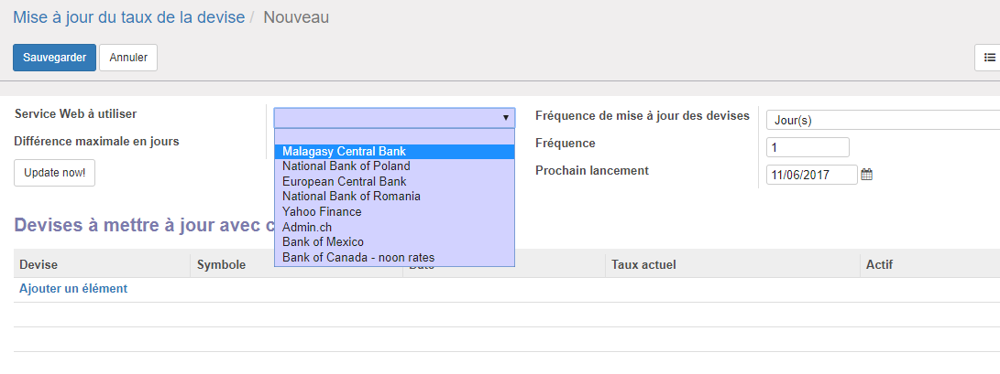 Mise à jour du taux de la devise / Nouveau
Sauvegarder Annuler
Service Web à utiliser
Différence maximale en jours
Update now!
Malagasy Central Bank
National Bank of Poland
European Central Bank
National Bank of Romania
Yahoo Finance
Admin.ch
Bank of Mexico
Bank of Canada - noon rates
Fréquence de mise à jour des devises Jour(s)
Fréquence 1
Prochain lancement 11/06/2017
Devises à mettre à jour avec c
Devise Symbole Taux actuel Actif
Ajouter un élément